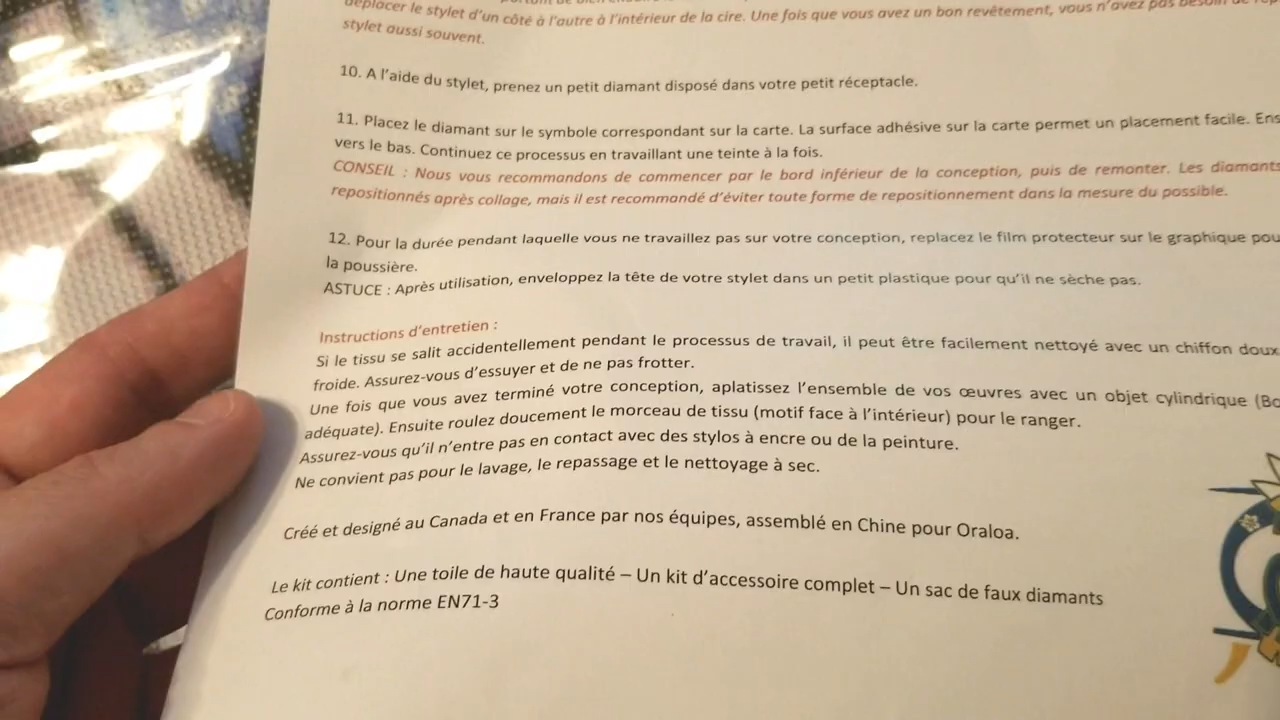 déplacer le stylet d'un côté à l'autre à l'intérieur de la cire. Une fois que vous avez un bon revêtement, vous n'avez pas besoin de
stylet aussi souvent.
10. A l'aide du stylet, prenez un petit diamant disposé dans votre petit réceptacle.
11. Placez le diamant sur le symbole correspondant sur la carte. La surface adhésive sur la carte permet un placement facile. Ens
vers le bas. Continuez ce processus en travaillant une teinte à la fois.
CONSEIL : Nous vous recommandons de commencer par le bord inférieur de la conception, puis de remonter. Les diamants
repositionnés après collage, mais il est recommandé d'éviter toute forme de repositionnement dans la mesure du possible.
12. Pour la durée pendant laquelle vous ne travaillez pas sur votre conception, replacez le film protecteur sur le graphique pou
la poussière.
ASTUCE : Après utilisation, enveloppez la tête de votre stylet dans un petit plastique pour qu'il ne sèche pas.
Instructions d'entretien :
Si le tissu se salit accidentellement pendant le processus de travail, il peut être facilement nettoyé avec un chiffon doux
froide. Assurez-vous d'essuyer et de ne pas frotter.
Une fois que vous avez terminé votre conception, aplatissez l'ensemble de vos œuvres avec un objet cylindrique (Bo
adéquate). Ensuite roulez doucement le morceau de tissu (motif face à l'intérieur) pour le ranger.
Assurez-vous qu'il n'entre pas en contact avec des stylos à encre ou de la peinture.
Ne convient pas pour le lavage, le repassage et le nettoyage à sec.
Créé et designé au Canada et en France par nos équipes, assemblé en Chine pour Oraloa.
Le kit contient : Une toile de haute qualité – Un kit d'accessoire complet – Un sac de faux diamants
Conforme à la norme EN71-3